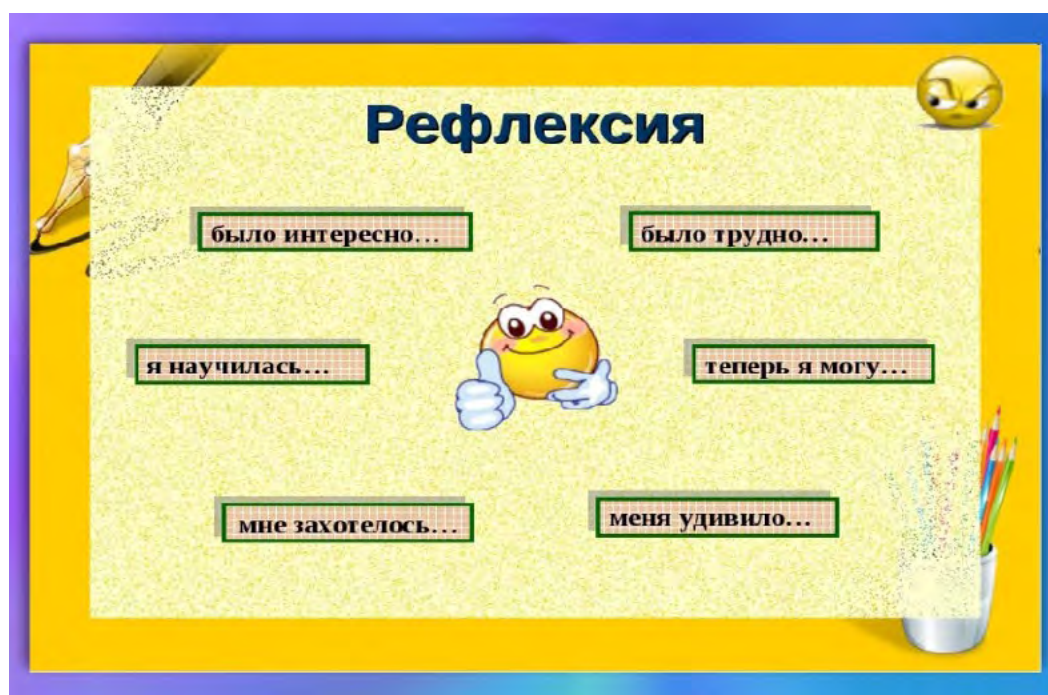 Рефлексия
было интересно...
было трудно...
я научилась...
теперь я могу...
мне захотелось...
меня удивило...